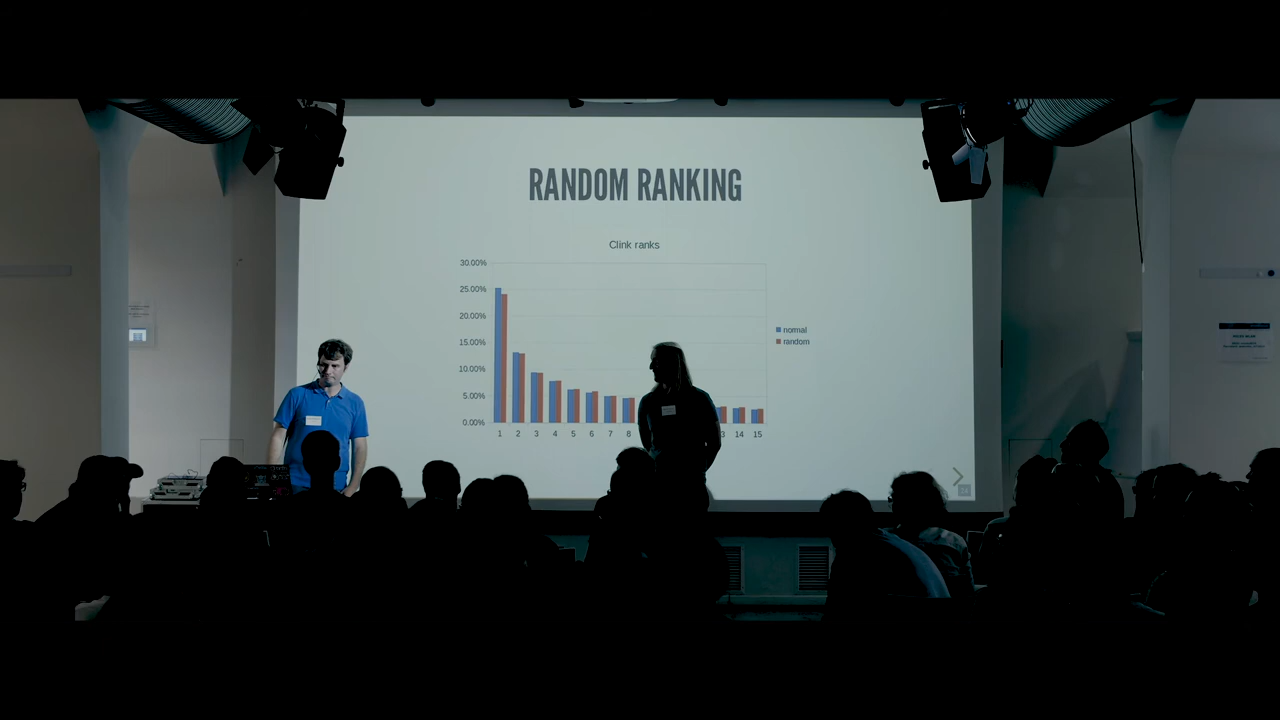 RANDOM RANKING
Clink ranks
30.00%
25.00%
20.00%
15.00%
10.00%
5.00%
0.00%
1 2 3 4 5 6 7 8 3 14 15
normal
random